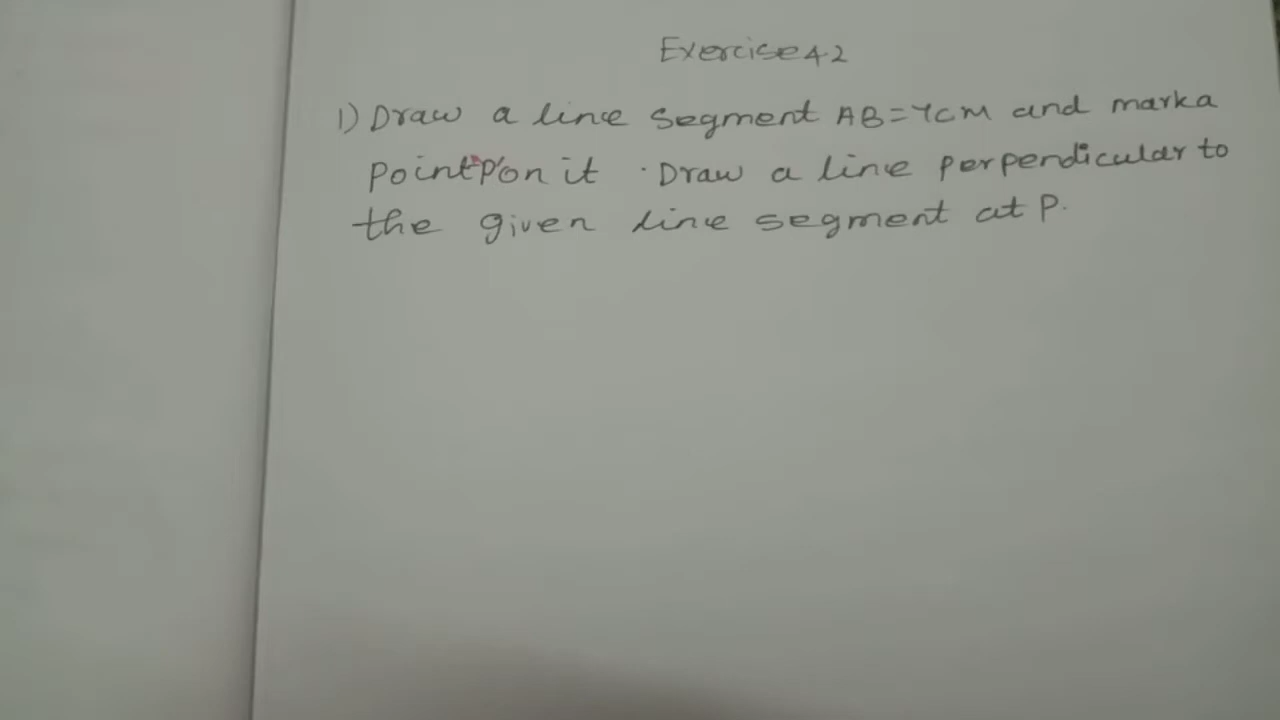 Exercise 4.2
1) Draw a line segment AB=7cm and mark a
point 'P' on it . Draw a line perpendicular to
the given line segment at P.